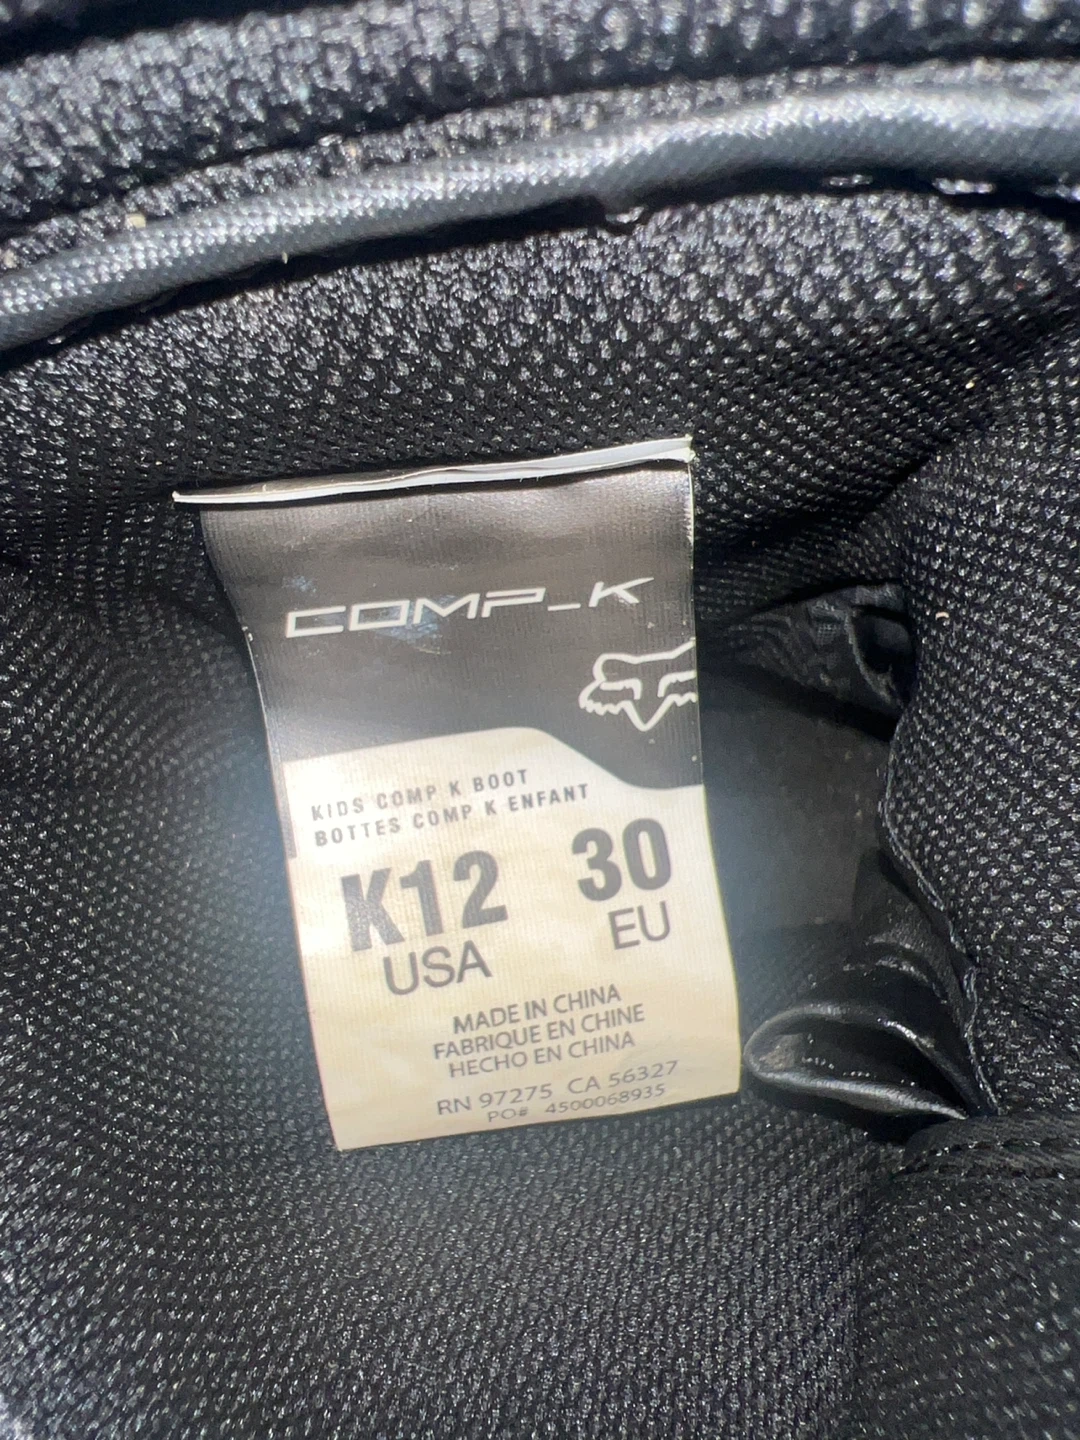 COMP_K
KIDS COMP K BOOT
BOTTES COMP K ENFANT
K12 30
USA EU
MADE IN CHINA
FABRIQUE EN CHINE
HECHO EN CHINA
RN 97275 CA 56327
PO# 4500068935